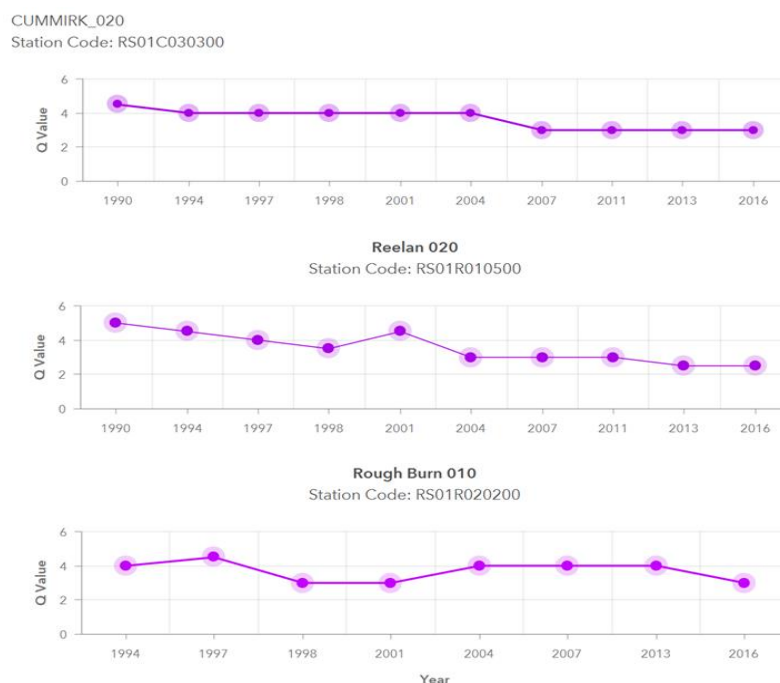 CUMMIRK_020
Station Code: RS01C030300
6
4
2
0
Q Value
1990 1994 1997 1998 2001 2004 2007 2011 2013 2016
Reelan 020
Station Code: RS01R010500
6
4
2
0
Q Value
1990 1994 1997 1998 2001 2004 2007 2011 2013 2016
Rough Burn 010
Station Code: RS01R020200
6
4
2
0
Q Value
1994 1997 1998 2001 2004 2007 2013 2016
Year